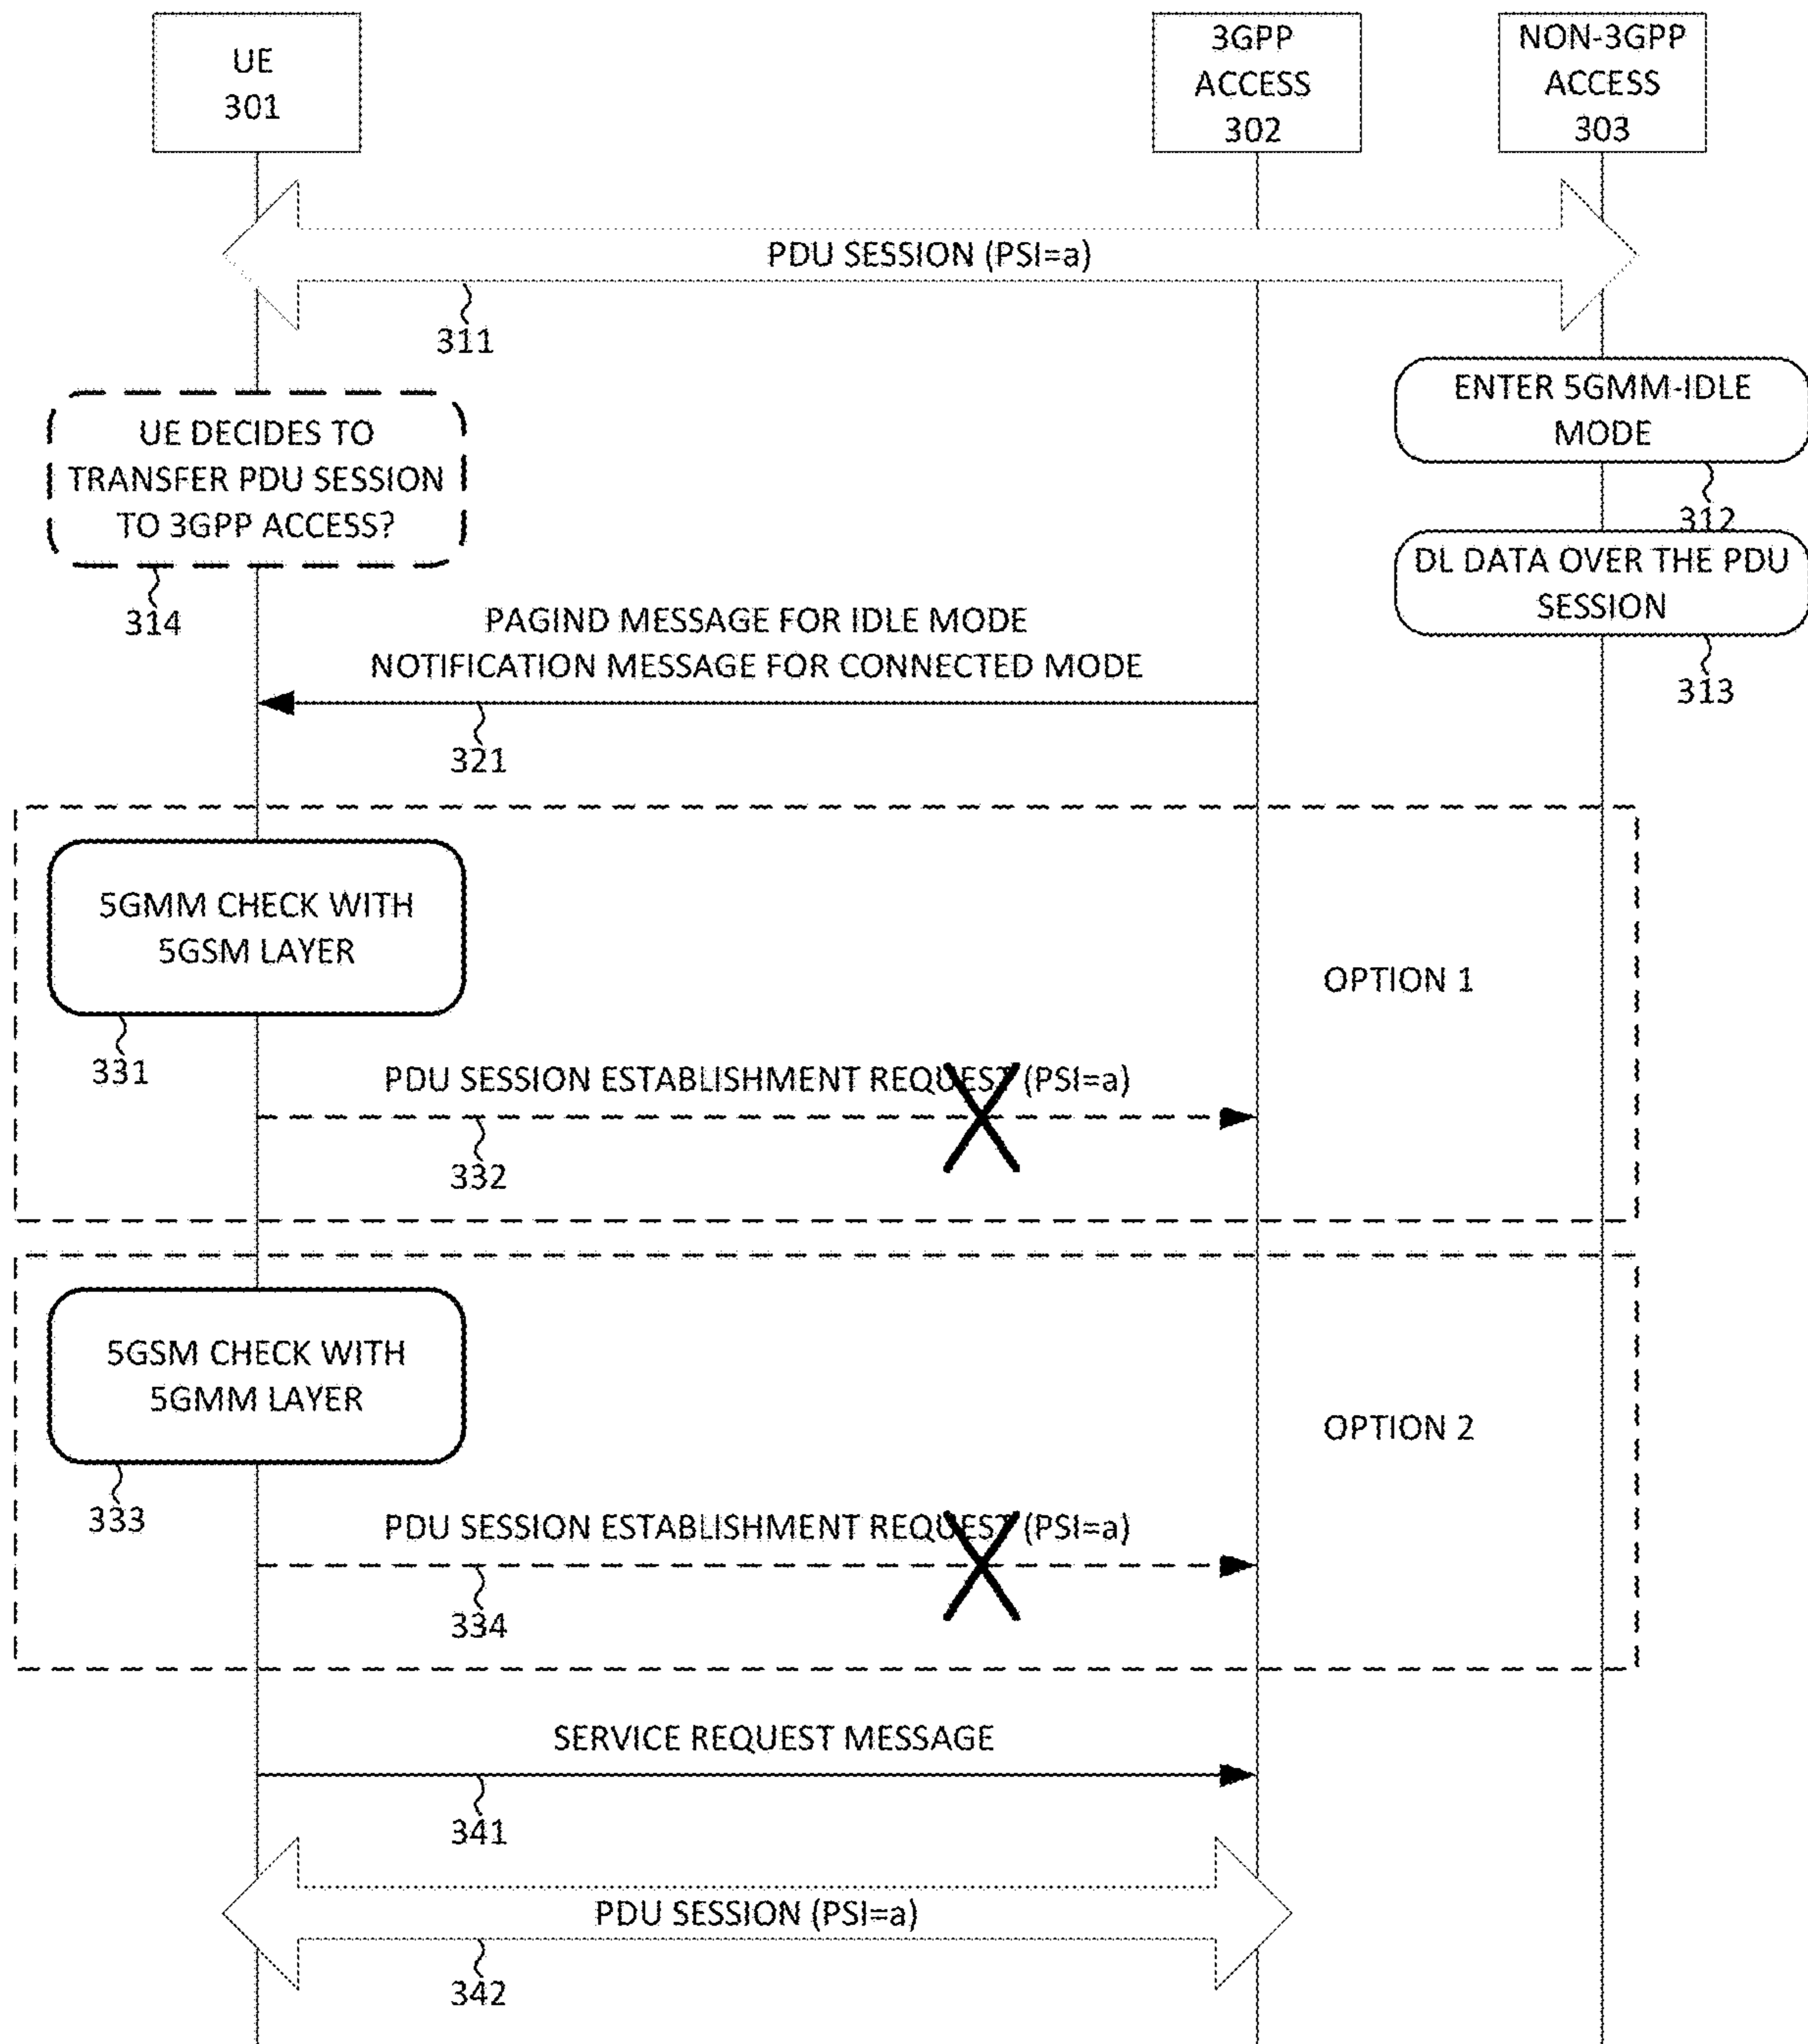 UE
301
3GPP
ACCESS
302
NON-3GPP
ACCESS
303
PDU SESSION (PSI=a)
311
ENTER 5GMM-IDLE
MODE
312
UE DECIDES TO
TRANSFER PDU SESSION
TO 3GPP ACCESS?
314
DL DATA OVER THE PDU
SESSION
313
PAGIND MESSAGE FOR IDLE MODE
NOTIFICATION MESSAGE FOR CONNECTED MODE
321
5GMM CHECK WITH
5GSM LAYER
331
OPTION 1
PDU SESSION ESTABLISHMENT REQUEST (PSI=a)
332
5GSM CHECK WITH
5GMM LAYER
333
OPTION 2
PDU SESSION ESTABLISHMENT REQUEST (PSI=a)
334
SERVICE REQUEST MESSAGE
341
PDU SESSION (PSI=a)
342